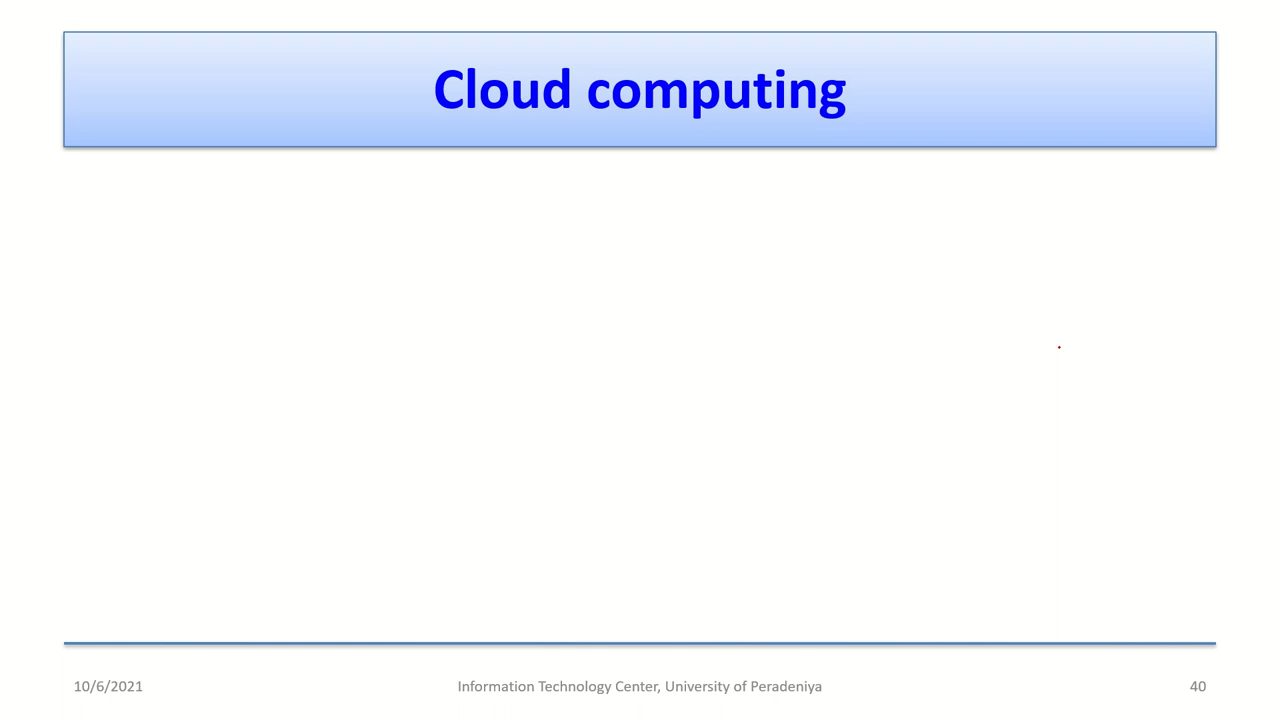 Cloud computing
10/6/2021
Information Technology Center, University of Peradeniya
40